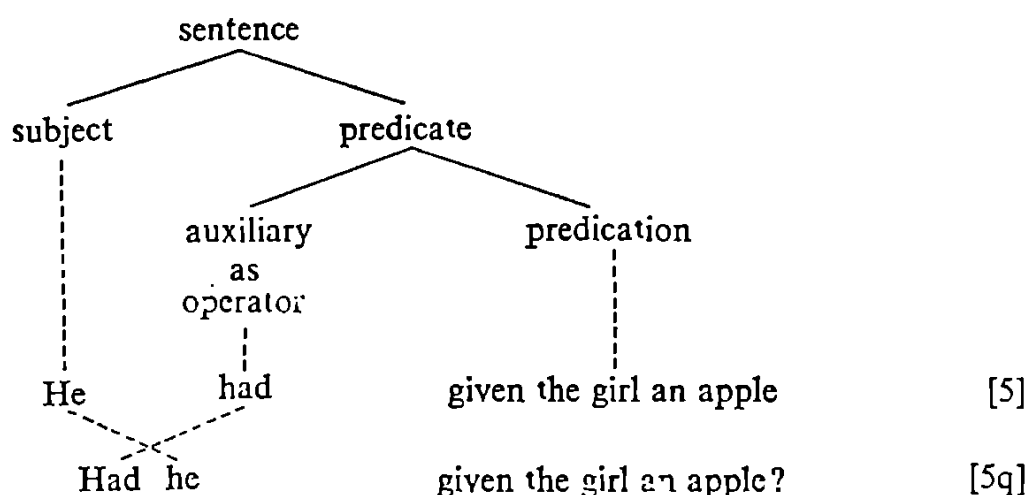 sentence
subject predicate
auxiliary predication
as
operator
He had given the girl an apple [5]
Had he given the girl an apple? [5q]